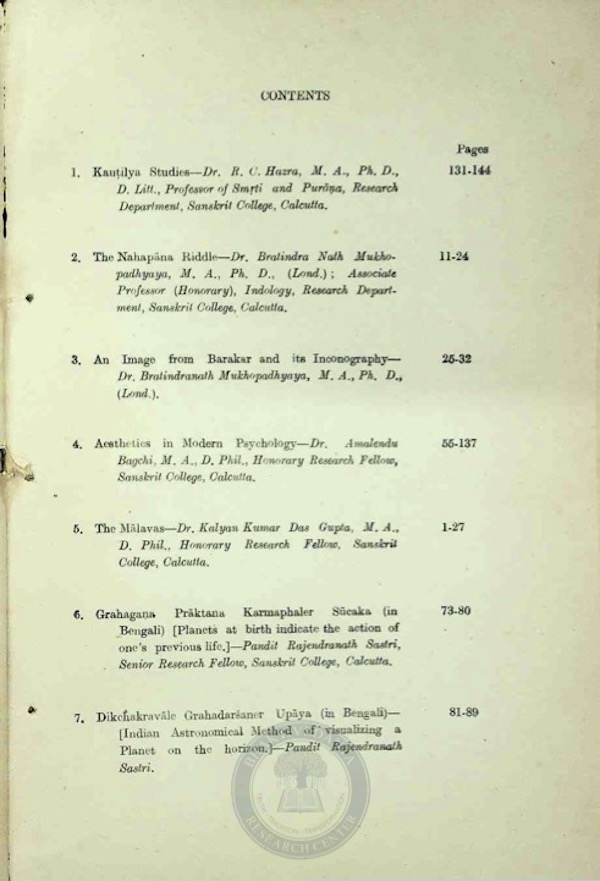 CONTENTS
Pages
1. Kauṭilya Studies—Dr. R. C. Hazra, M. A., Ph. D., 131-144
D. Litt., Professor of Smṛti and Purāṇa, Research
Department, Sanskrit College, Calcutta.
2. The Nahapāna Riddle—Dr. Bratindra Nath Mukho- 11-24
padhyaya, M. A., Ph. D., (Lond.) ; Associate
Professor (Honorary), Indology, Research Depart-
ment, Sanskrit College, Calcutta.
3. An Image from Barakar and its Inconography— 25-32
Dr. Bratindranath Mukhopadhyaya, M. A., Ph. D.,
(Lond.).
4. Aesthetics in Modern Psychology—Dr. Amalendu 55-137
Bagchi, M. A., D. Phil., Honorary Research Fellow,
Sanskrit College, Calcutta.
5. The Mālavas—Dr. Kalyan Kumar Das Gupta, M. A., 1-27
D. Phil., Honorary Research Fellow, Sanskrit
College, Calcutta.
6. Grahagaṇa Prāktana Karmaphaler Sūcaka (in 73-80
Bengali) [Planets at birth indicate the action of
one's previous life.]—Pandit Rajendranath Sastri,
Senior Research Fellow, Sanskrit College, Calcutta.
7. Dikchakravāle Grahadarśaner Upāya (in Bengali)— 81-89
[Indian Astronomical Method of visualizing a
Planet on the horizon.]—Pandit Rajendranath
Sastri.
RESEARCH CENTER